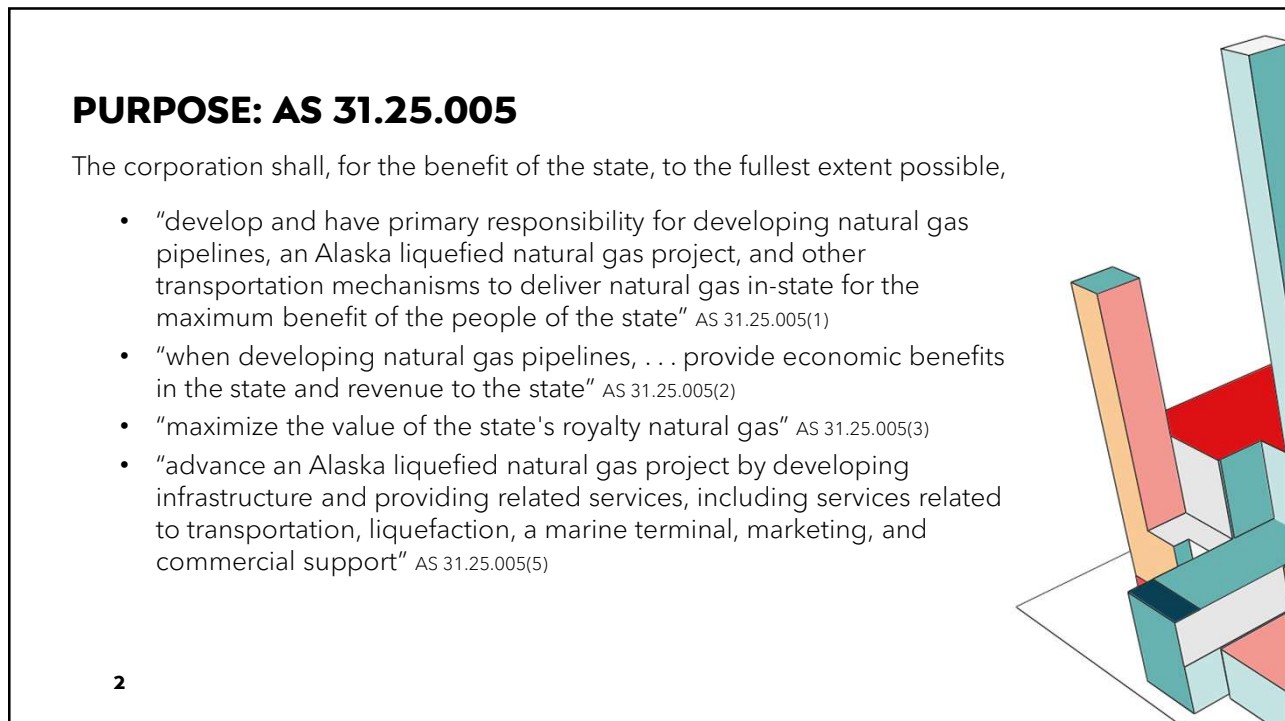 PURPOSE: AS 31.25.005
The corporation shall, for the benefit of the state, to the fullest extent possible,
• “develop and have primary responsibility for developing natural gas
pipelines, an Alaska liquefied natural gas project, and other
transportation mechanisms to deliver natural gas in-state for the
maximum benefit of the people of the state” AS 31.25.005(1)
• “when developing natural gas pipelines, . . . provide economic benefits
in the state and revenue to the state” AS 31.25.005(2)
• “maximize the value of the state's royalty natural gas” AS 31.25.005(3)
• “advance an Alaska liquefied natural gas project by developing
infrastructure and providing related services, including services related
to transportation, liquefaction, a marine terminal, marketing, and
commercial support” AS 31.25.005(5)
2